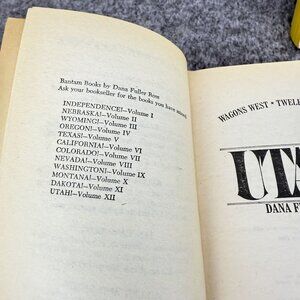 Bantam Books by Dana Fuller Ross
Ask your bookseller for the books you have missed
INDEPENDENCE!—Volume I
NEBRASKA!—Volume II
WYOMING!—Volume III
OREGON!—Volume IV
TEXAS!—Volume V
CALIFORNIA!—Volume VI
COLORADO!—Volume VII
NEVADA!—Volume VIII
WASHINGTON!—Volume IX
MONTANA!—Volume X
DAKOTA!—Volume XI
UTAH!—Volume XII
WAGONS WEST • TWEL
UTA
DANA F